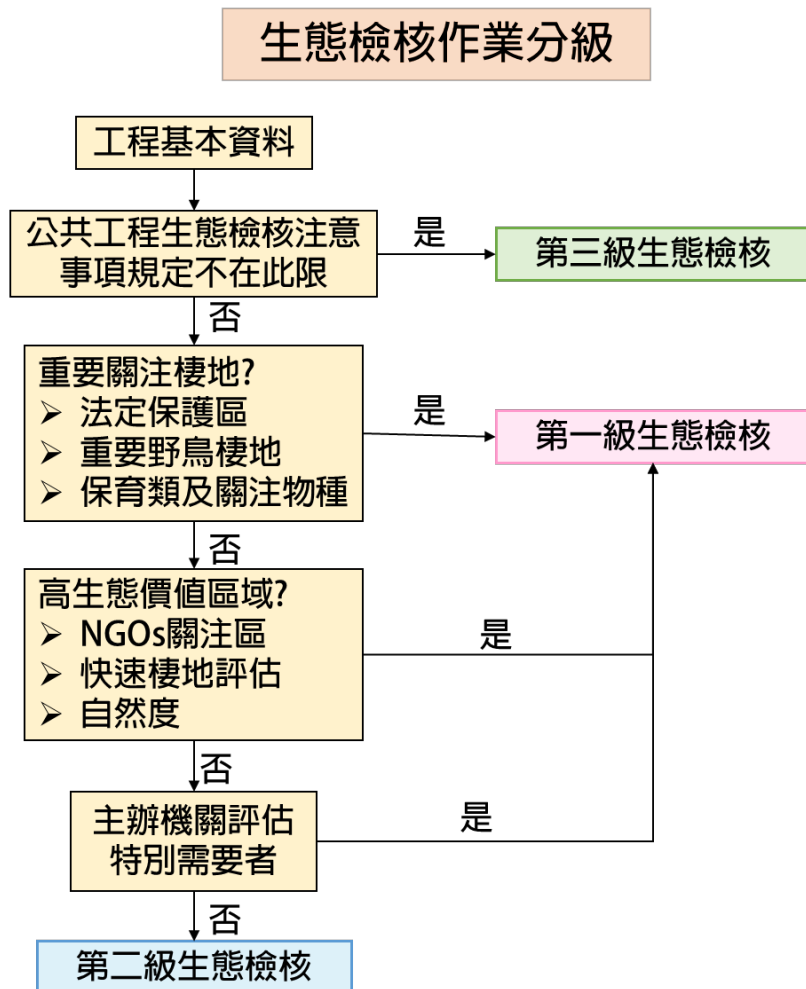 生態檢核作業分級
工程基本資料
公共工程生態檢核注意
事項規定不在此限
是
第三級生態檢核
否
重要關注棲地?
➢ 法定保護區
➢ 重要野鳥棲地
➢ 保育類及關注物種
是
第一級生態檢核
否
高生態價值區域?
➢ NGOs關注區
➢ 快速棲地評估
➢ 自然度
是
否
主辦機關評估
特別需要者
是
否
第二級生態檢核